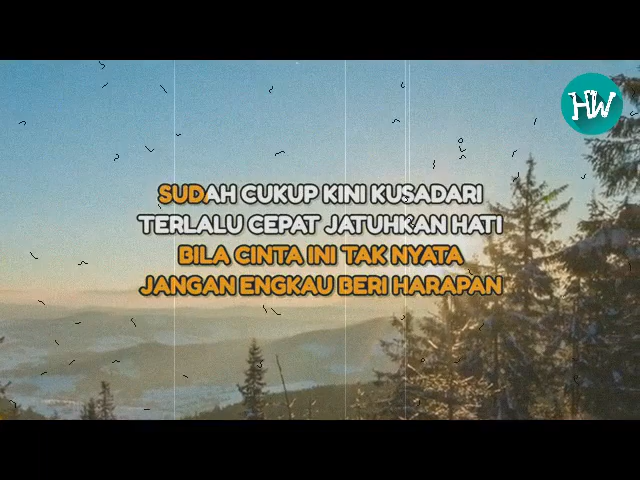 HW
SUDAH CUKUP KINI KUSADARI
TERLALU CEPAT JATUHKAN HATI
BILA CINTA INI TAK NYATA
JANGAN ENGKAU BERI HARAPAN